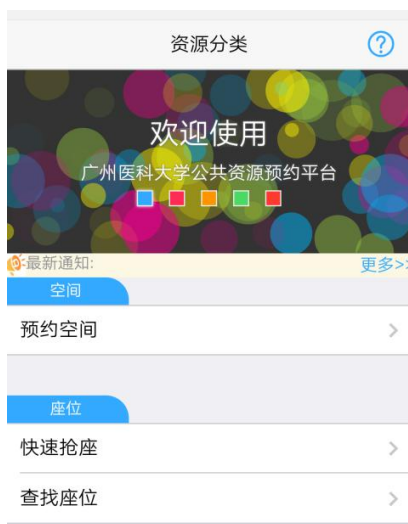 资源分类
?
欢迎使用
广州医科大学公共资源预约平台
最新通知: 更多>>
空间
预约空间
座位
快速抢座
查找座位